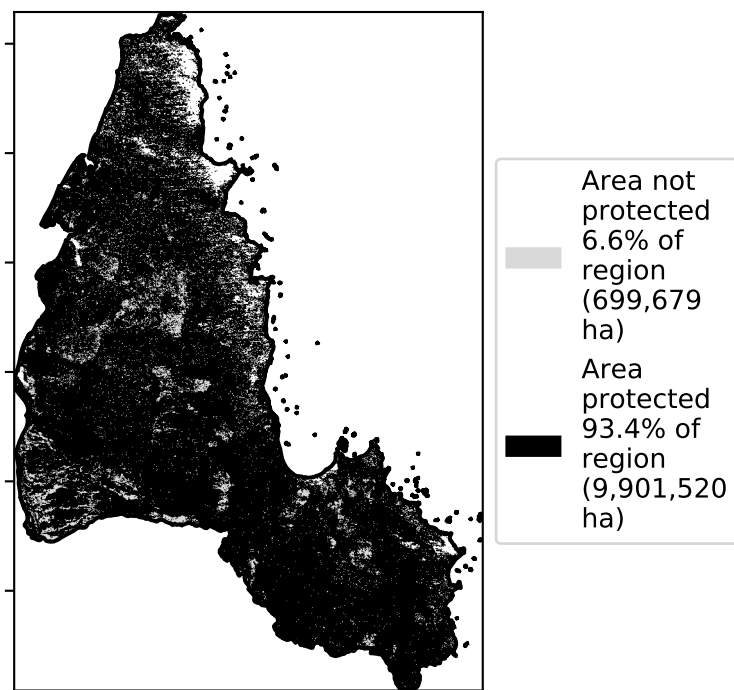 Area not
protected
6.6% of
region
(699,679
ha)
Area
protected
93.4% of
region
(9,901,520
ha)